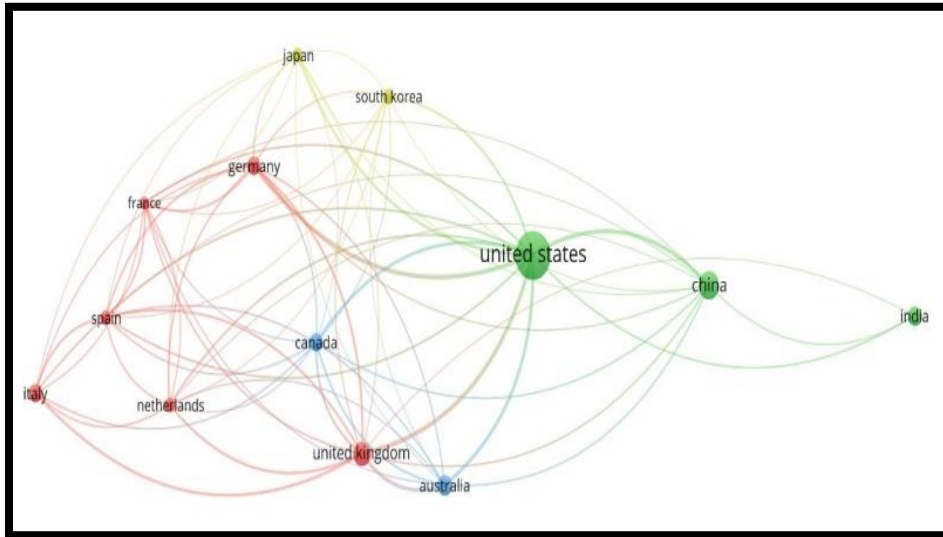 japan
south korea
germany
france
united states
china
india
spain
canada
italy
netherlands
united kingdom
australia